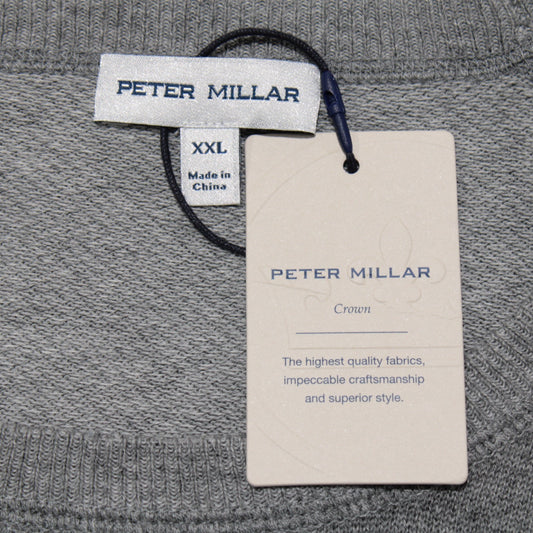 PETER MILLAR
XXL
Made in
China
PETER MILLAR
Crown
The highest quality fabrics,
impeccable craftsmanship
and superior style.